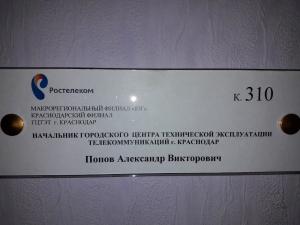 Ростелеком
К. 310
МАКРОРЕГИОНАЛЬНЫЙ ФИЛИАЛ «ЮГ»
КРАСНОДАРСКИЙ ФИЛИАЛ
ГЦТЭТ г. КРАСНОДАР
НАЧАЛЬНИК ГОРОДСКОГО ЦЕНТРА ТЕХНИЧЕСКОЙ ЭКСПЛУАТАЦИИ
ТЕЛЕКОММУНИКАЦИЙ г. КРАСНОДАР
Попов Александр Викторович